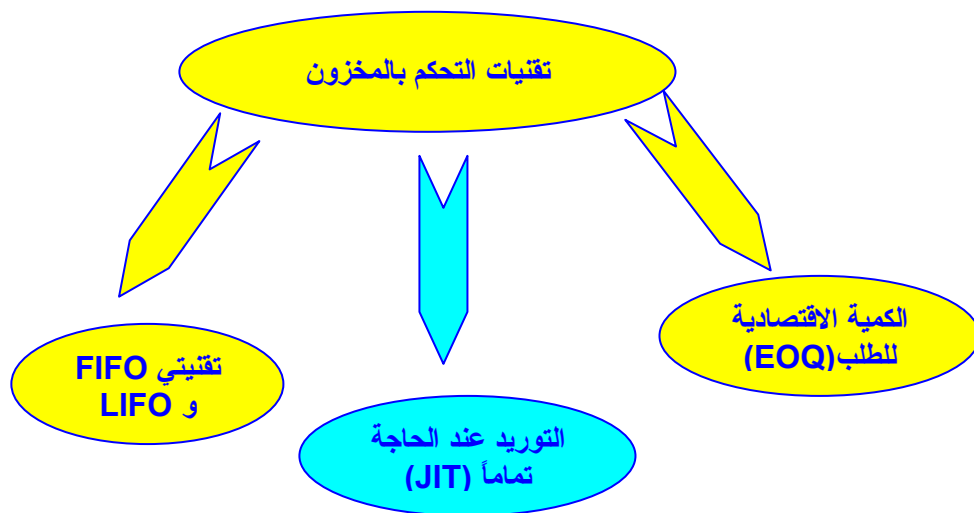 تقنيات التحكم بالمخزون
الكمية الاقتصادية
للطلب(EOQ)
التوريد عند الحاجة
تماماً (JIT)
تقنيتي FIFO
و LIFO